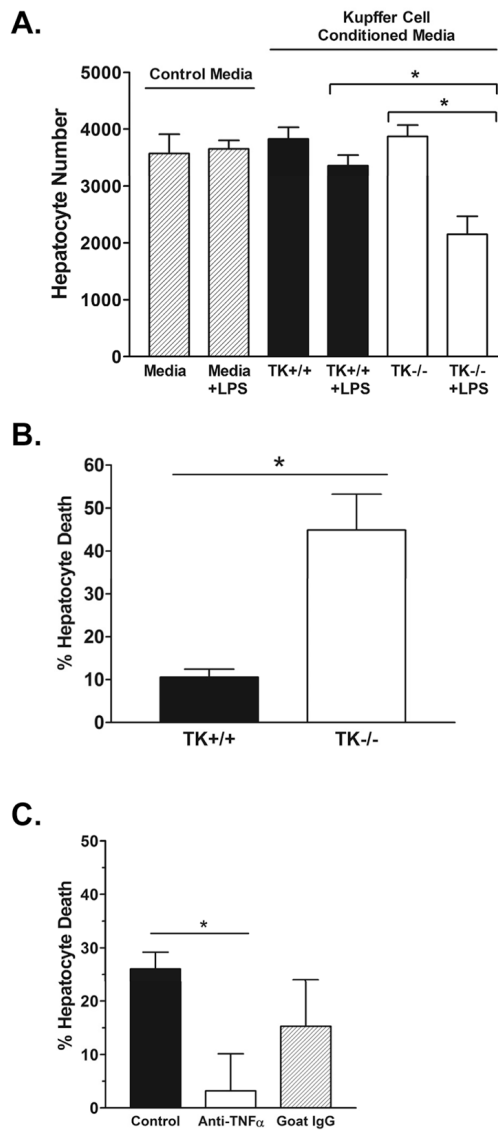 A.
Kupffer Cell
Conditioned Media
Control Media
*
*
Hepatocyte Number
5000
4000
3000
2000
1000
0
Media
Media
+LPS
TK+/+
TK+/+
+LPS
TK-/-
TK-/-
+LPS
B.
*
% Hepatocyte Death
60
50
40
30
20
10
0
TK+/+
TK-/-
C.
*
% Hepatocyte Death
50
40
30
20
10
0
Control
Anti-TNFα
Goat IgG